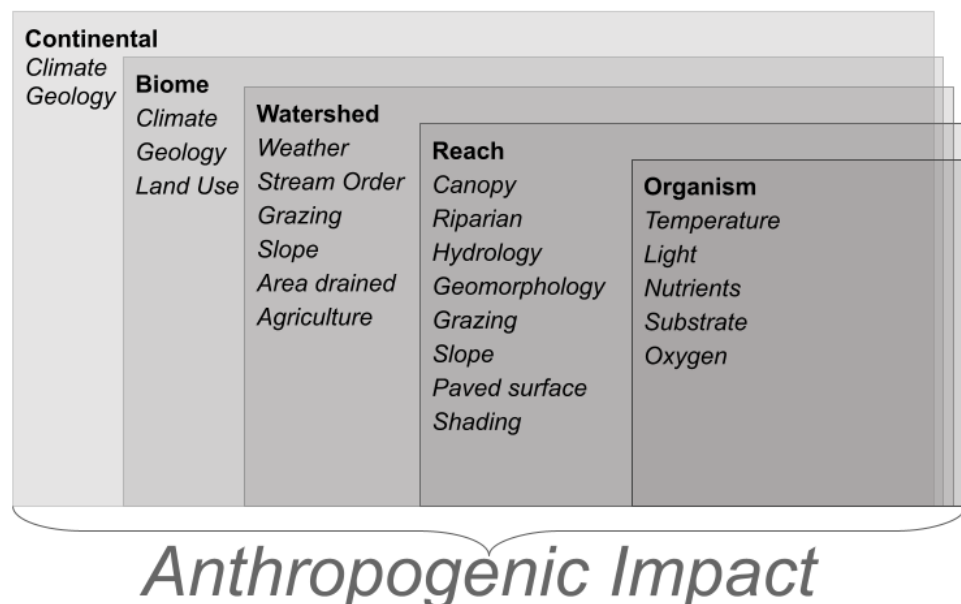 Continental
Climate
Geology
Biome
Climate
Geology
Land Use
Watershed
Weather
Stream Order
Grazing
Slope
Area drained
Agriculture
Reach
Canopy
Riparian
Hydrology
Geomorphology
Grazing
Slope
Paved surface
Shading
Organism
Temperature
Light
Nutrients
Substrate
Oxygen
Anthropogenic Impact